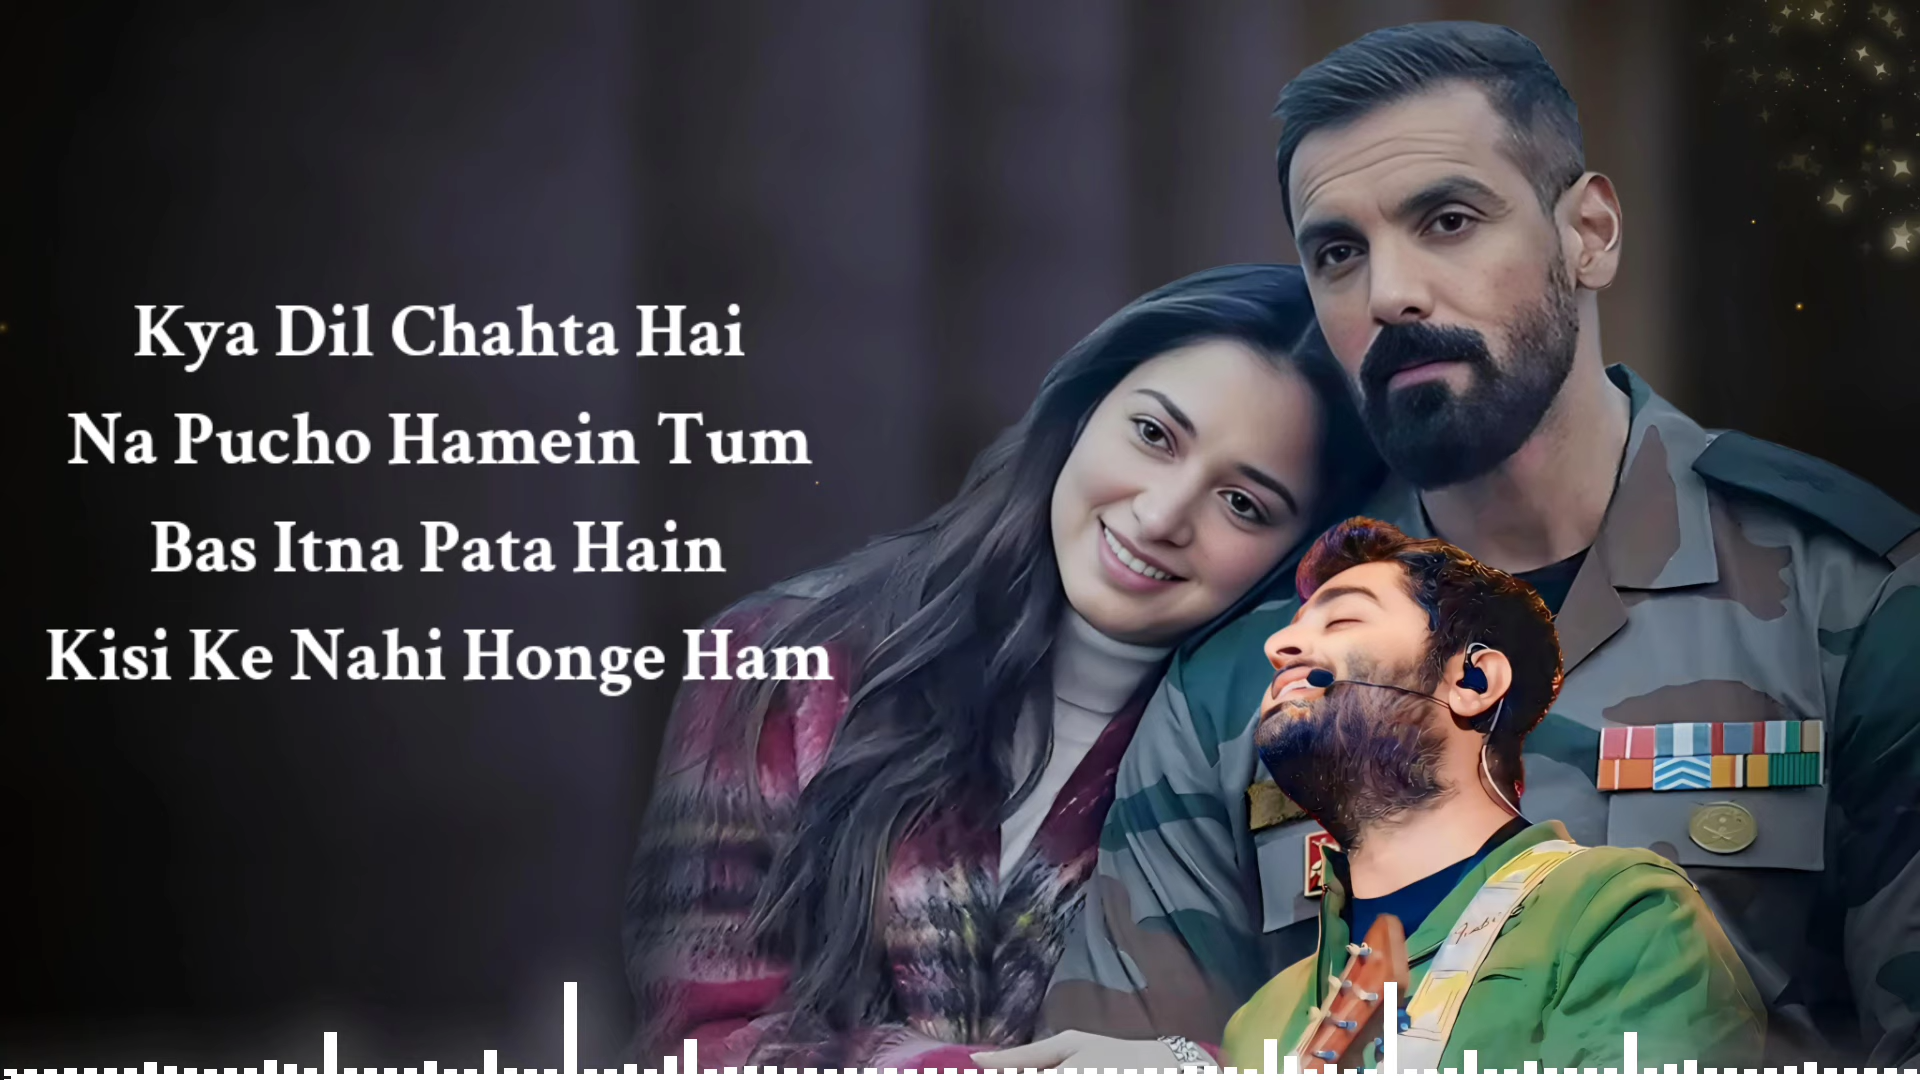 Kya Dil Chahta Hai
Na Pucho Hamein Tum
Bas Itna Pata Hain
Kisi Ke Nahi Honge Ham